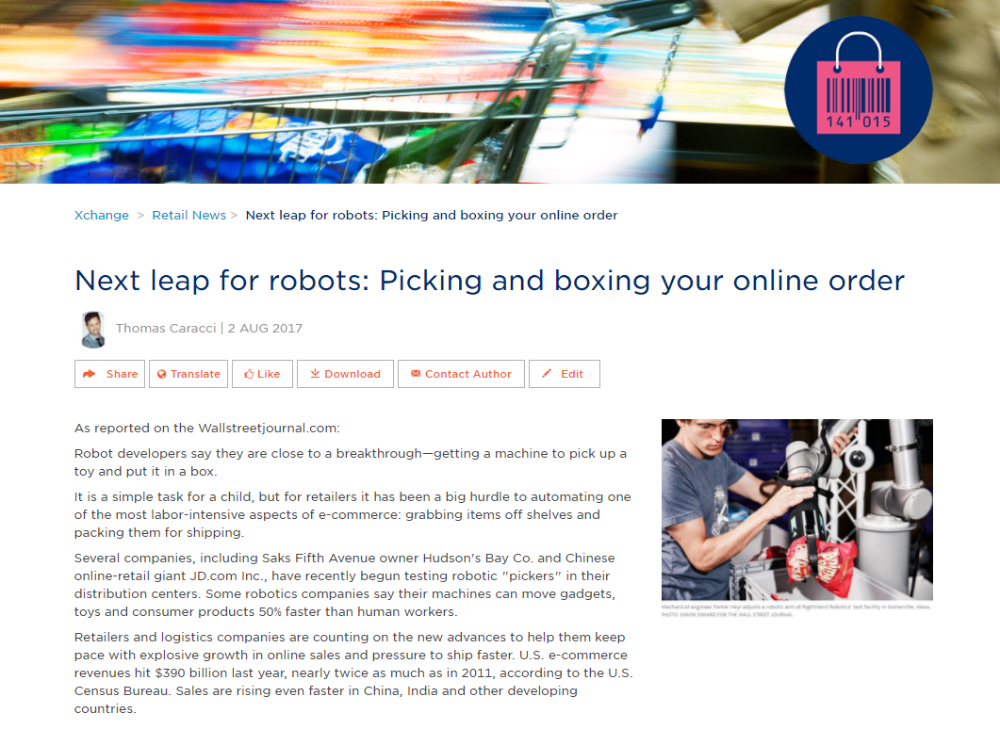 141 015
Xchange > Retail News > Next leap for robots: Picking and boxing your online order
Next leap for robots: Picking and boxing your online order
Thomas Caracci | 2 AUG 2017
Share Translate Like Download Contact Author Edit
As reported on the Wallstreetjournal.com:
Robot developers say they are close to a breakthrough—getting a machine to pick up a
toy and put it in a box.
It is a simple task for a child, but for retailers it has been a big hurdle to automating one
of the most labor-intensive aspects of e-commerce: grabbing items off shelves and
packing them for shipping.
Several companies, including Saks Fifth Avenue owner Hudson's Bay Co. and Chinese
online-retail giant JD.com Inc., have recently begun testing robotic "pickers" in their
distribution centers. Some robotics companies say their machines can move gadgets,
toys and consumer products 50% faster than human workers.
Retailers and logistics companies are counting on the new advances to help them keep
pace with explosive growth in online sales and pressure to ship faster. U.S. e-commerce
revenues hit $390 billion last year, nearly twice as much as in 2011, according to the U.S.
Census Bureau. Sales are rising even faster in China, India and other developing
countries.
Mechanical engineer Parker Heyl adjusts a robotic arm at RightHand Robotics' test facility in Somerville, Mass.
PHOTO: SIMON SIMARD FOR THE WALL STREET JOURNAL